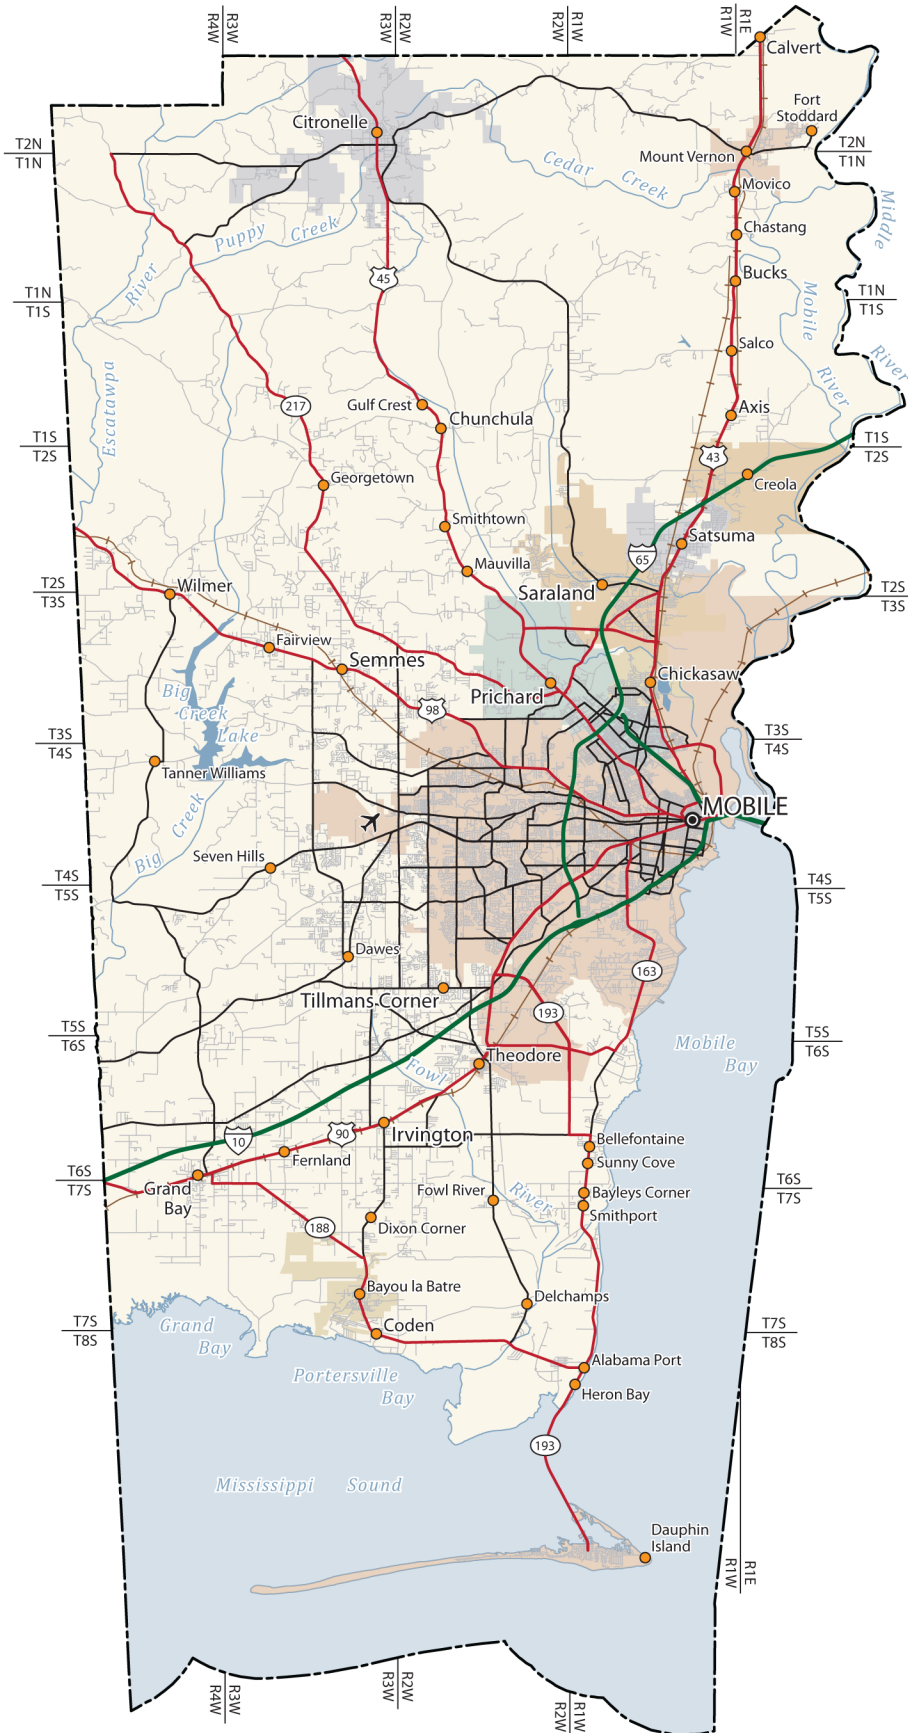 R4W
R3W
R3W
R2W
R2W
R1W
R1W
R1E
Calvert
Fort
Stoddard
Citronelle
T2N
T1N
Mount Vernon
T2N
T1N
Cedar Creek
Movico
Middle
Puppy Creek
Chastang
River
45
Bucks
T1N
T1S
T1N
T1S
Mobile
Salco
River
River
Escatawpa
217
Gulf Crest
Chunchula
Axis
T1S
T2S
43
T1S
T2S
Georgetown
Creola
Smithtown
Satsuma
65
Mauvilla
T2S
T3S
Wilmer
Saraland
T2S
T3S
Fairview
Semmes
Chickasaw
Big
Creek
Lake
Prichard
98
T3S
T4S
T3S
T4S
Tanner Williams
MOBILE
Big Creek
Seven Hills
T4S
T5S
T4S
T5S
Dawes
163
Tillmans Corner
193
T5S
T6S
T5S
T6S
Mobile
Bay
Theodore
Fowl
10
90
Irvington
Bellefontaine
Fernland
Sunny Cove
T6S
T7S
Grand
Bay
Fowl River
River
Bayleys Corner
T6S
T7S
Smithport
188
Dixon Corner
Bayou la Batre
Delchamps
Grand
Bay
T7S
T8S
Coden
T7S
T8S
Alabama Port
Portersville
Bay
Heron Bay
193
Mississippi Sound
Dauphin
Island
R1W
R1E
R4W
R3W
R3W
R2W
R2W
R1W